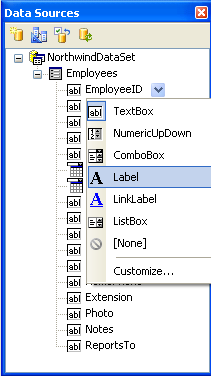 Data Sources
NorthwindDataSet
Employees
EmployeeID
TextBox
NumericUpDown
ComboBox
Label
LinkLabel
ListBox
[None]
Customize...
Extension
Photo
Notes
ReportsTo